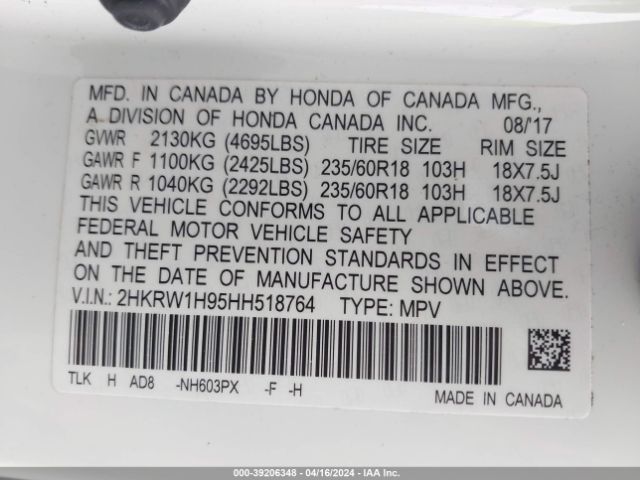 MFD. IN CANADA BY HONDA OF CANADA MFG.,
A DIVISION OF HONDA CANADA INC. 08/'17
GVWR 2130KG (4695LBS) TIRE SIZE RIM SIZE
GAWR F 1100KG (2425LBS) 235/60R18 103H 18X7.5J
GAWR R 1040KG (2292LBS) 235/60R18 103H 18X7.5J
THIS VEHICLE CONFORMS TO ALL APPLICABLE
FEDERAL MOTOR VEHICLE SAFETY
AND THEFT PREVENTION STANDARDS IN EFFECT
ON THE DATE OF MANUFACTURE SHOWN ABOVE.
V.I.N.: 2HKRW1H95HH518764 TYPE: MPV
TLK H AD8 -NH603PX -F -H
MADE IN CANADA
000-39206348 - 04/16/2024 - IAA Inc.